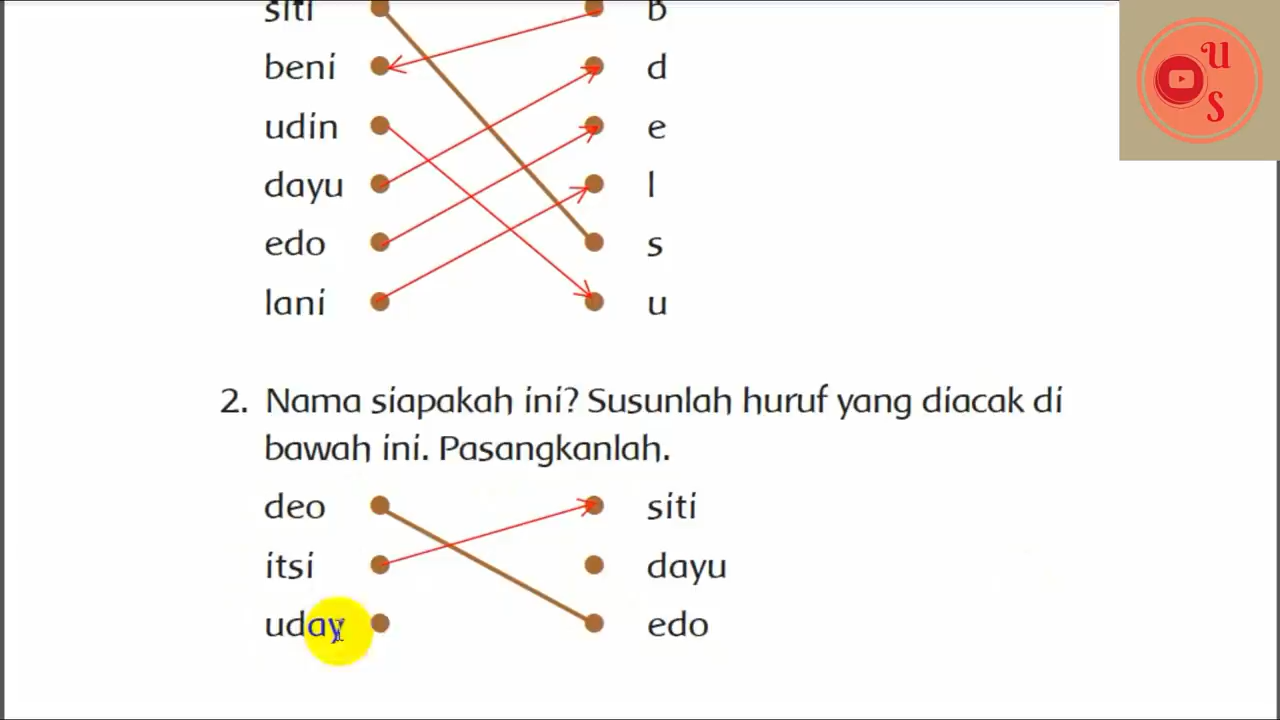 siti b
beni d
udin e
dayu l
edo s
lani u
U
S
2. Nama siapakah ini? Susunlah huruf yang diacak di
bawah ini. Pasangkanlah.
deo siti
itsi dayu
uday edo